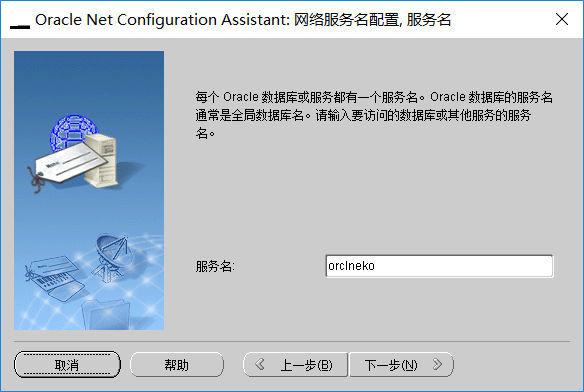 Oracle Net Configuration Assistant: 网络服务名配置, 服务名
每个 Oracle 数据库或服务都有一个服务名。Oracle 数据库的服务名
通常是全局数据库名。请输入要访问的数据库或其他服务的服务
名。
服务名:
orclneko
取消
帮助
上一步(B)
下一步(N)